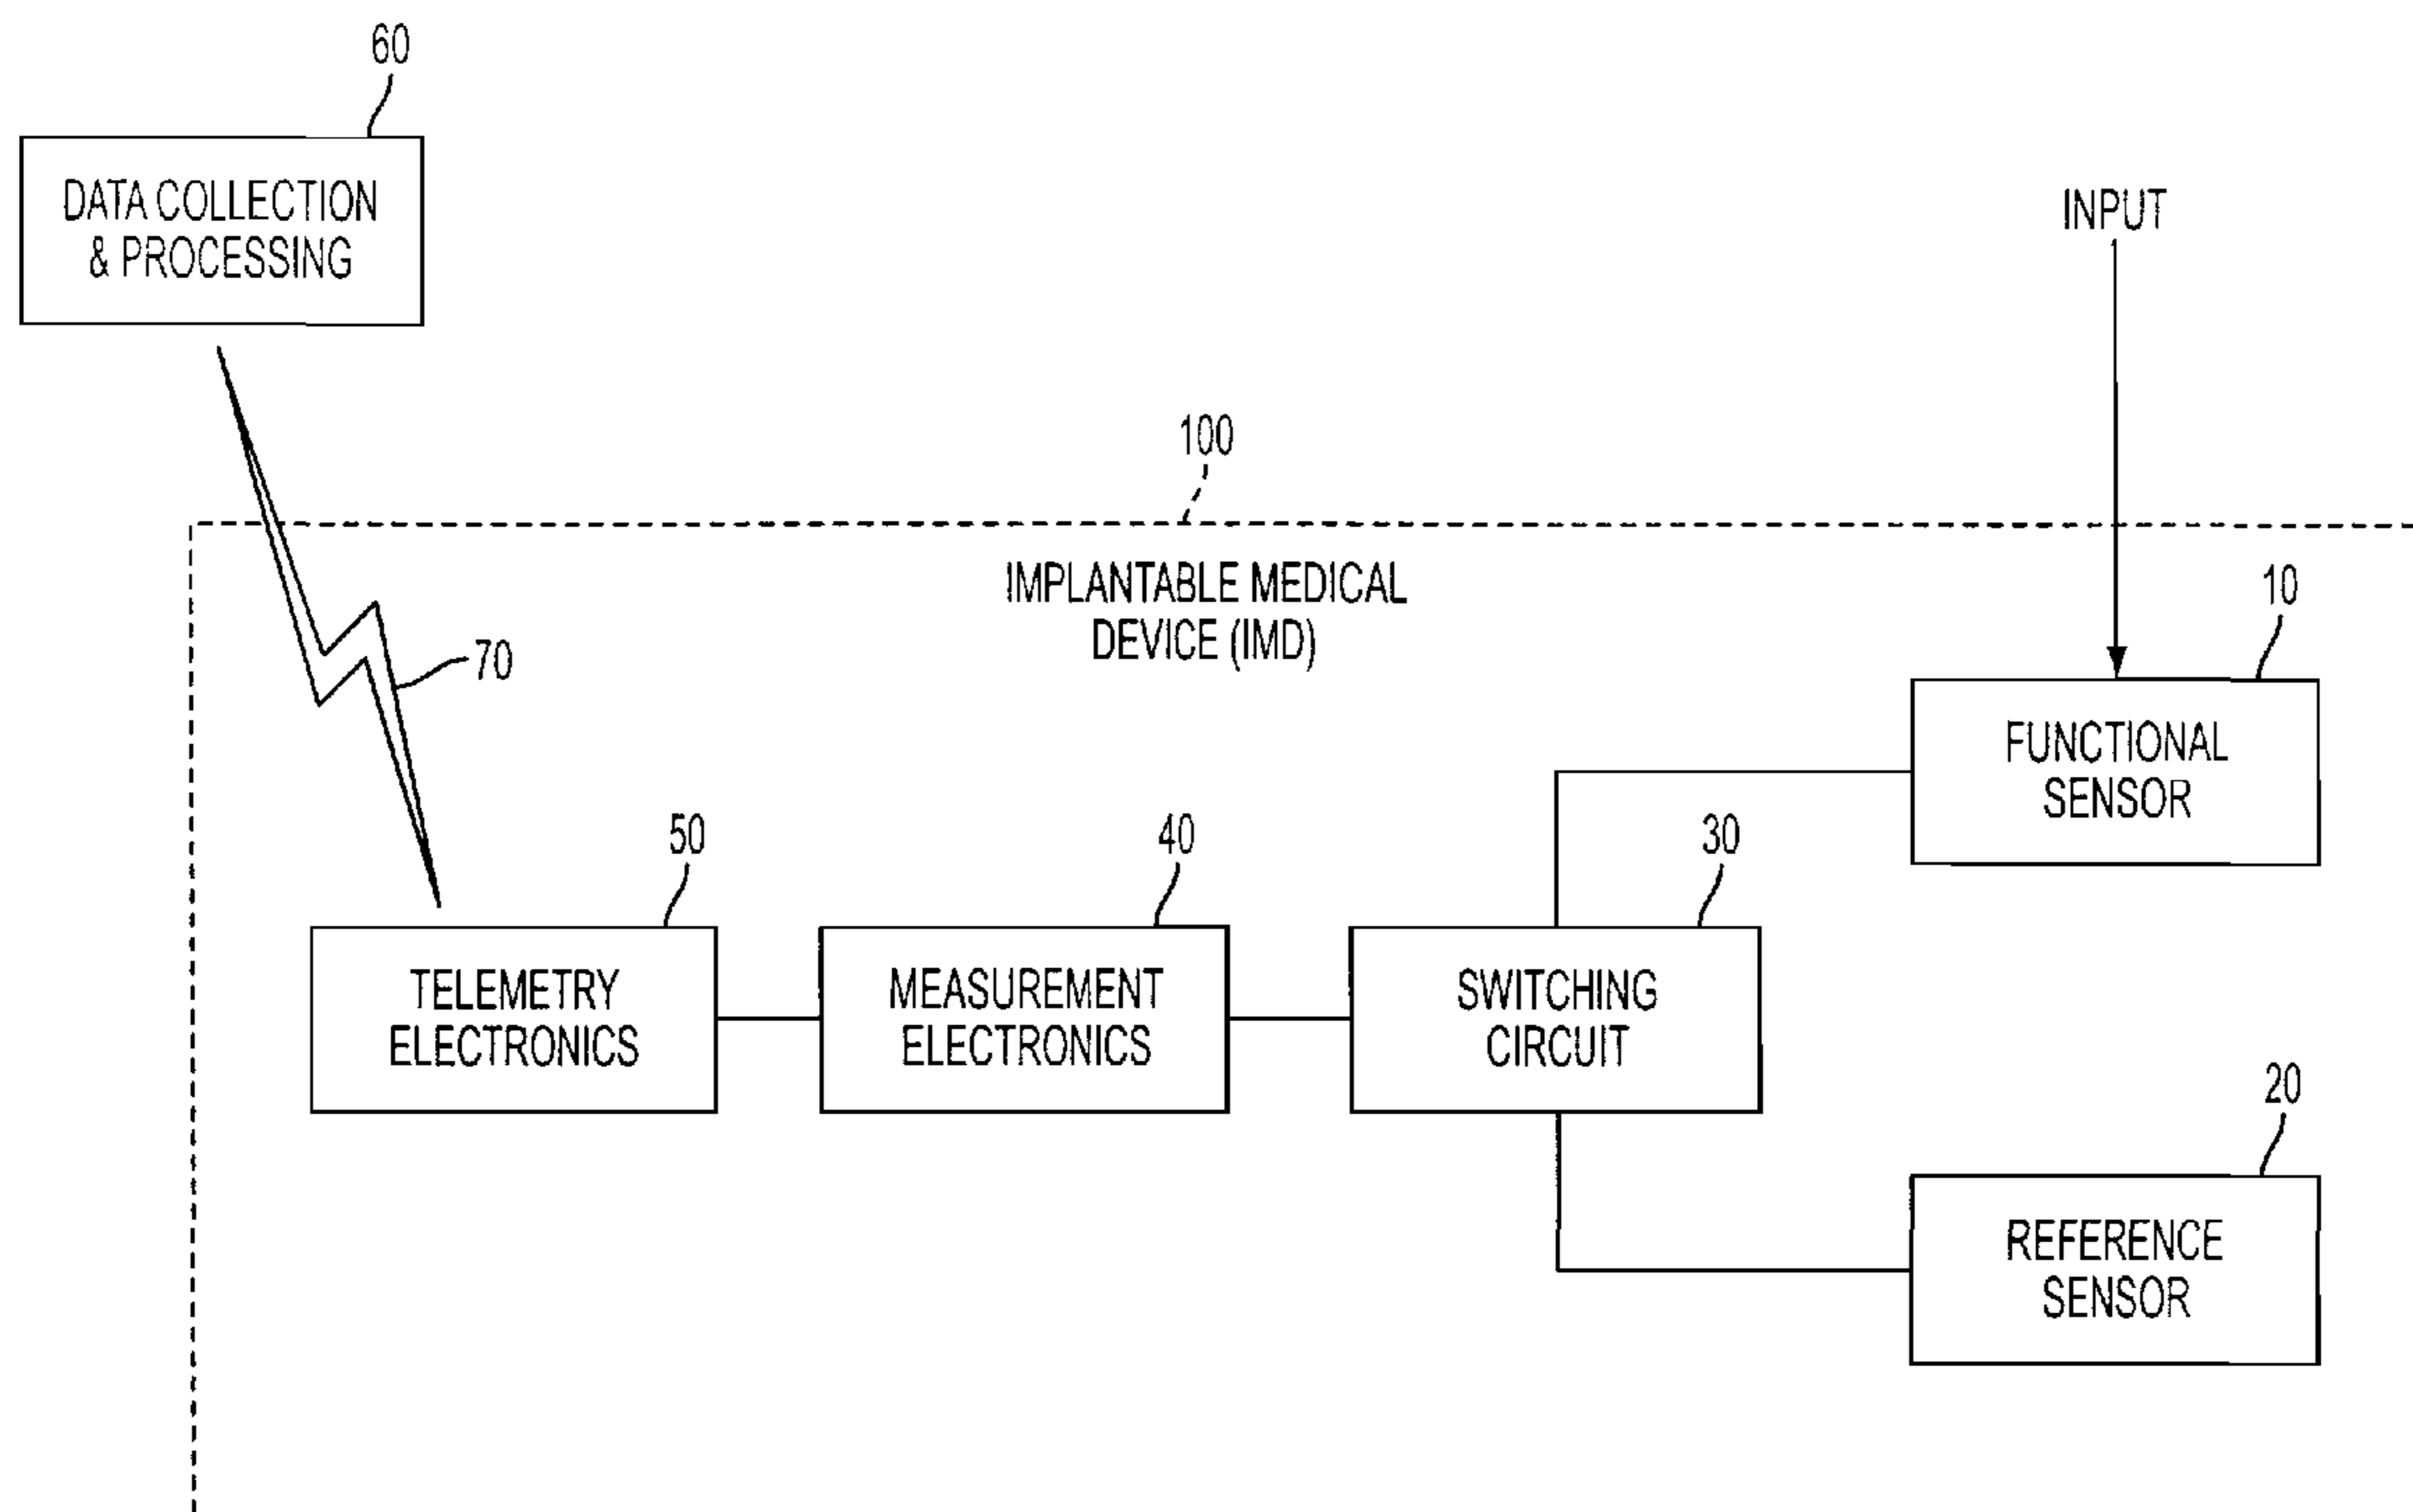 60
DATA COLLECTION
& PROCESSING
INPUT
100
IMPLANTABLE MEDICAL
DEVICE (IMD)
10
70
FUNCTIONAL
SENSOR
50
40
30
TELEMETRY
ELECTRONICS
MEASUREMENT
ELECTRONICS
SWITCHING
CIRCUIT
20
REFERENCE
SENSOR